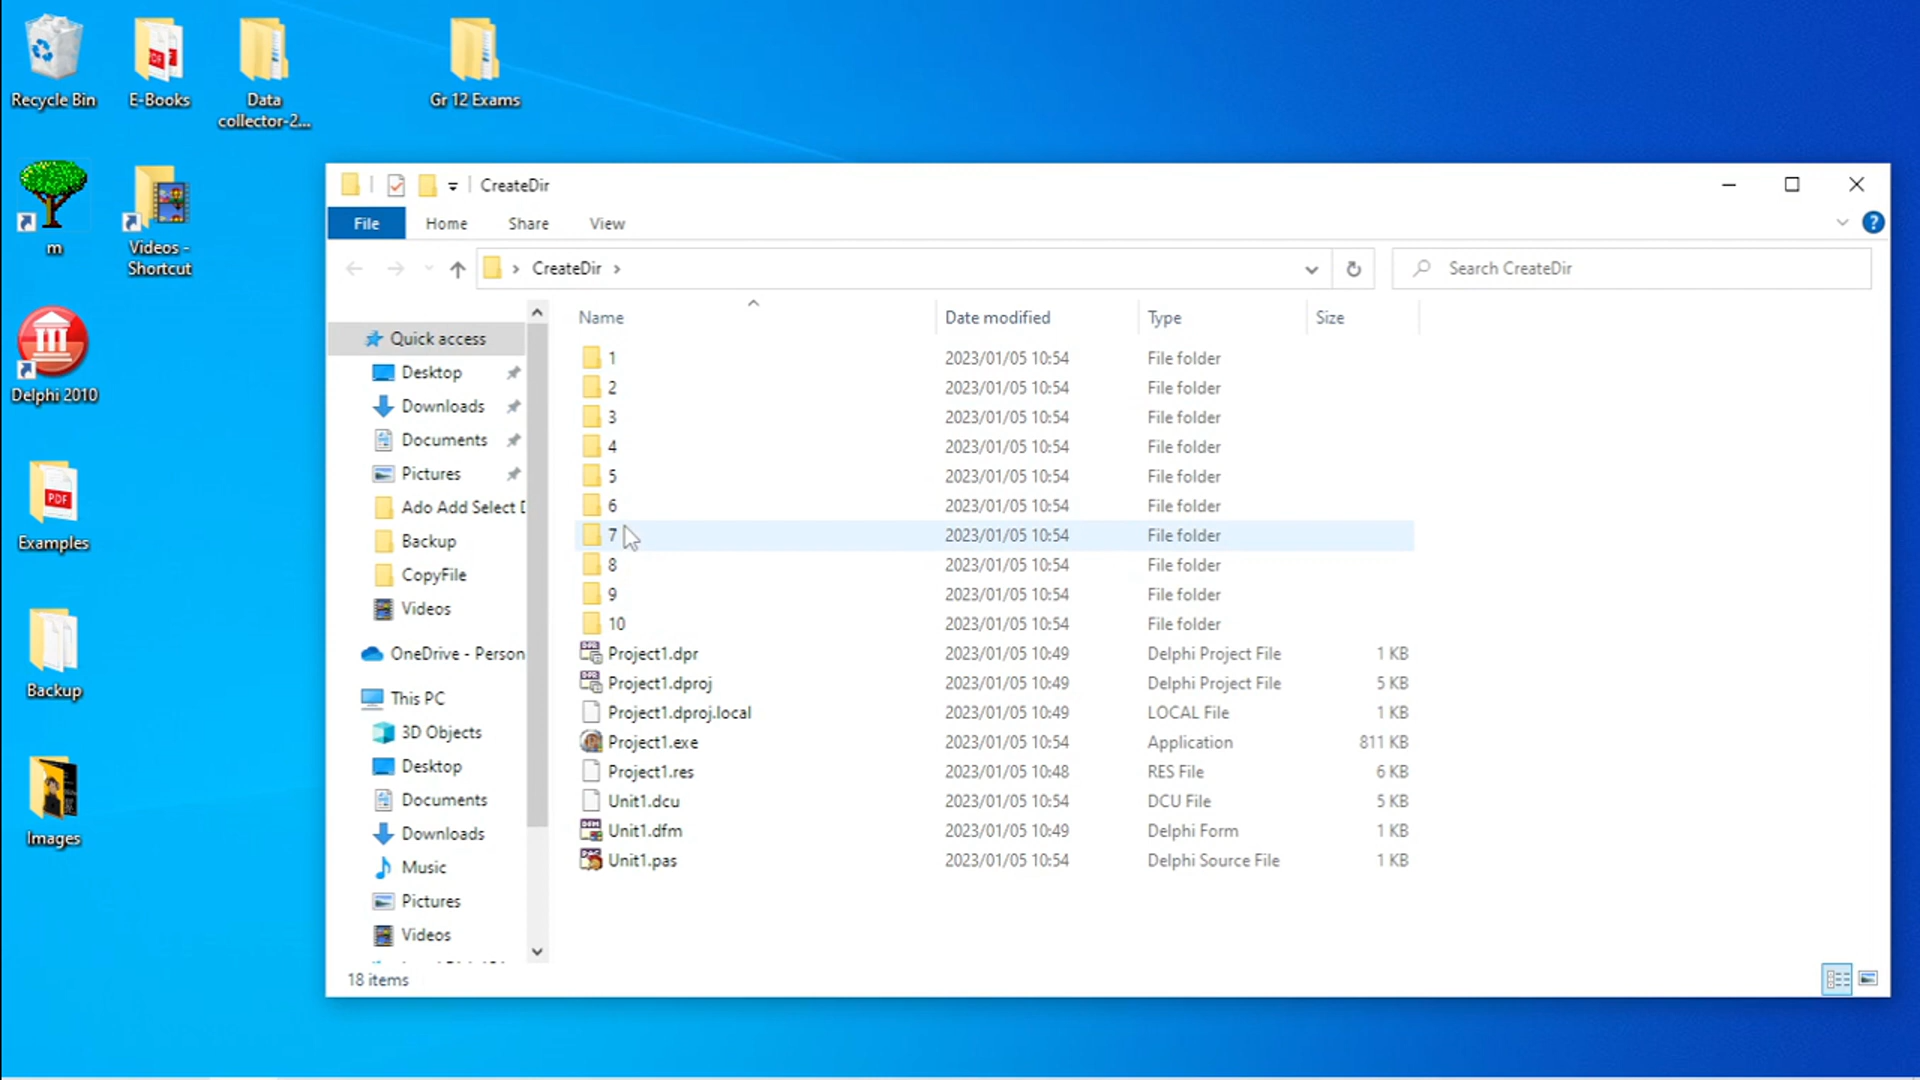 Recycle Bin
E-Books
Data
collector-2...
Gr 12 Exams
m
Videos -
Shortcut
Delphi 2010
PDF
Examples
Backup
Images
CreateDir
File Home Share View
CreateDir
Search CreateDir
Quick access
Desktop
Downloads
Documents
Pictures
Ado Add Select D
Backup
CopyFile
Videos
OneDrive - Person
This PC
3D Objects
Desktop
Documents
Downloads
Music
Pictures
Videos
Name Date modified Type Size
1 2023/01/05 10:54 File folder
2 2023/01/05 10:54 File folder
3 2023/01/05 10:54 File folder
4 2023/01/05 10:54 File folder
5 2023/01/05 10:54 File folder
6 2023/01/05 10:54 File folder
7 2023/01/05 10:54 File folder
8 2023/01/05 10:54 File folder
9 2023/01/05 10:54 File folder
10 2023/01/05 10:54 File folder
Project1.dpr 2023/01/05 10:49 Delphi Project File 1 KB
Project1.dproj 2023/01/05 10:49 Delphi Project File 5 KB
Project1.dproj.local 2023/01/05 10:49 LOCAL File 1 KB
Project1.exe 2023/01/05 10:54 Application 811 KB
Project1.res 2023/01/05 10:48 RES File 6 KB
Unit1.dcu 2023/01/05 10:54 DCU File 5 KB
Unit1.dfm 2023/01/05 10:49 Delphi Form 1 KB
Unit1.pas 2023/01/05 10:54 Delphi Source File 1 KB
18 items